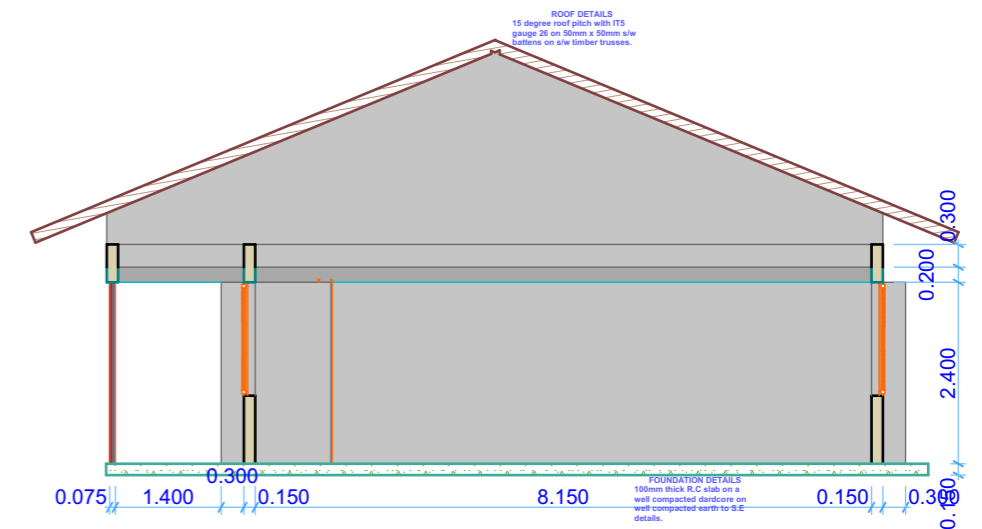 ROOF DETAILS
15 degree roof pitch with IT5
gauge 26 on 50mm x 50mm s/w
battens on s/w timber trusses.
0.300
0.200
2.400
0.150
FOUNDATION DETAILS
100mm thick R.C slab on a
well compacted dardcore on
well compacted earth to S.E
details.
0.075
1.400
0.300
0.150
8.150
0.150
0.300